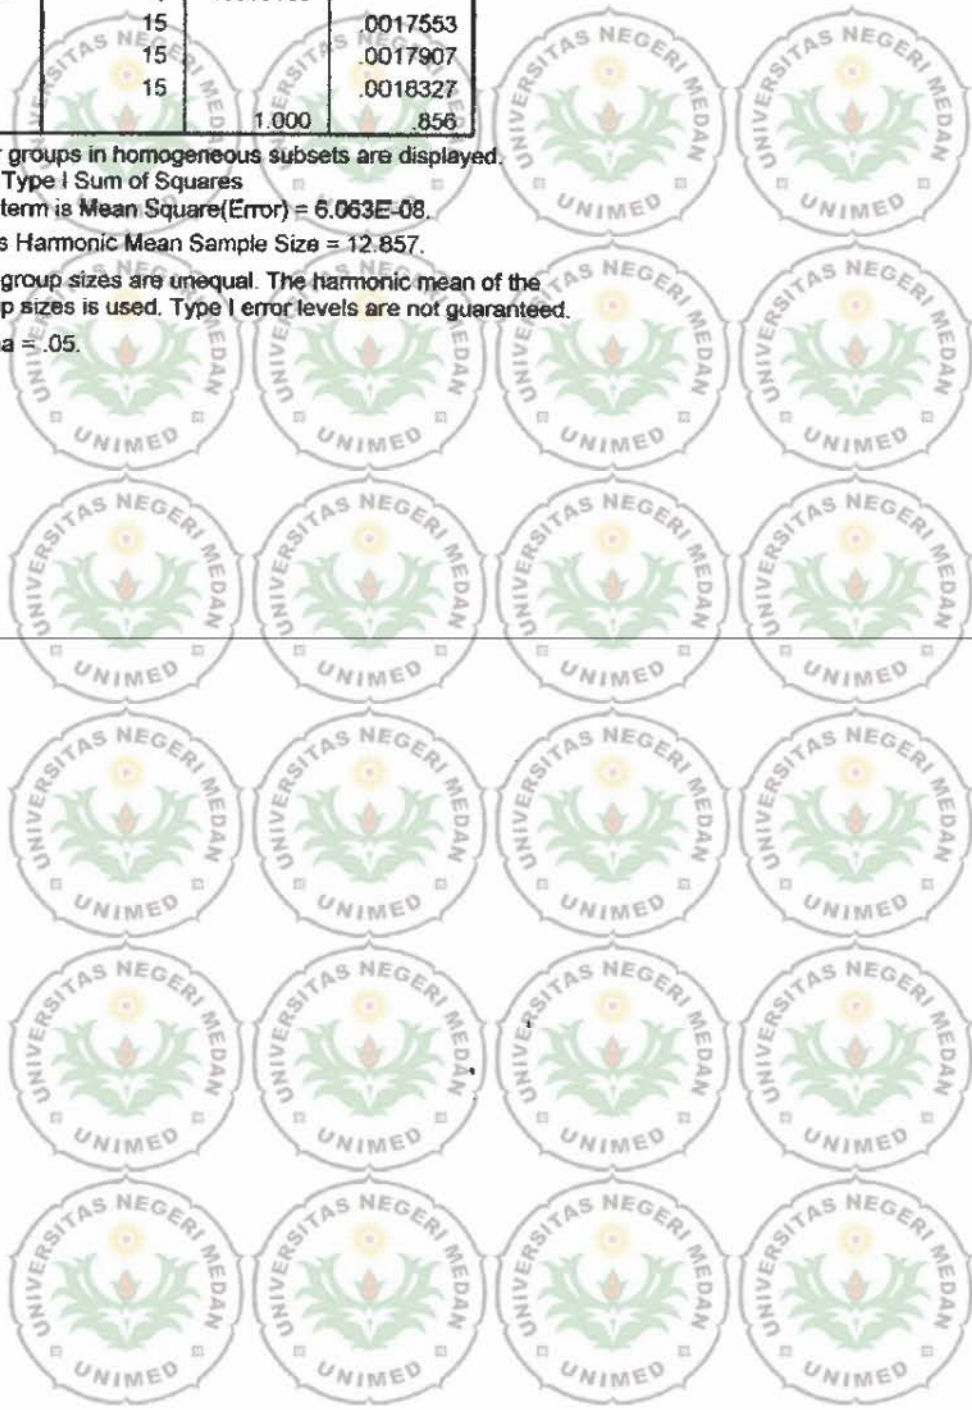 15 .0017553
15 .0017907
15 .0018327
1.000 .856
groups in homogeneous subsets are displayed.
Type I Sum of Squares
term is Mean Square(Error) = 6.063E-08.
s Harmonic Mean Sample Size = 12.857.
group sizes are unequal. The harmonic mean of the
p sizes is used. Type I error levels are not guaranteed.
a = .05.
UNIVERSITAS NEGERI MEDAN
UNIMED